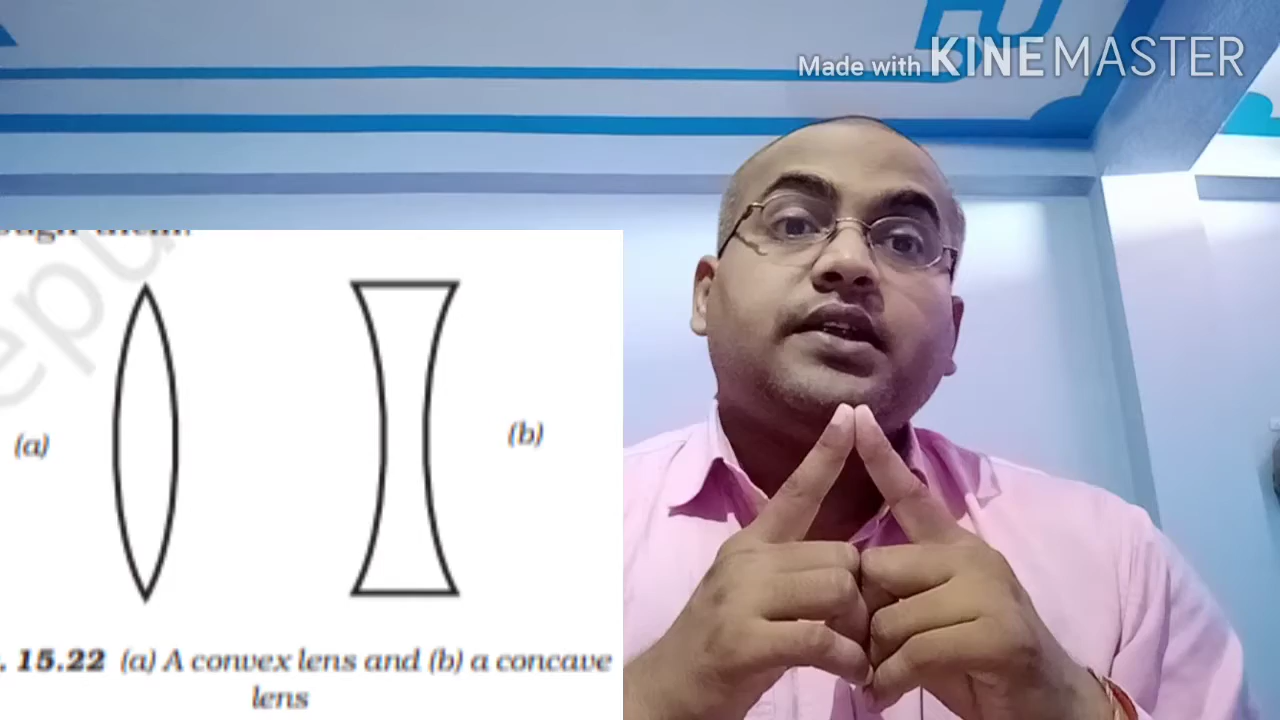 Made with KINEMASTER
(a)
(b)
15.22 (a) A convex lens and (b) a concave
lens